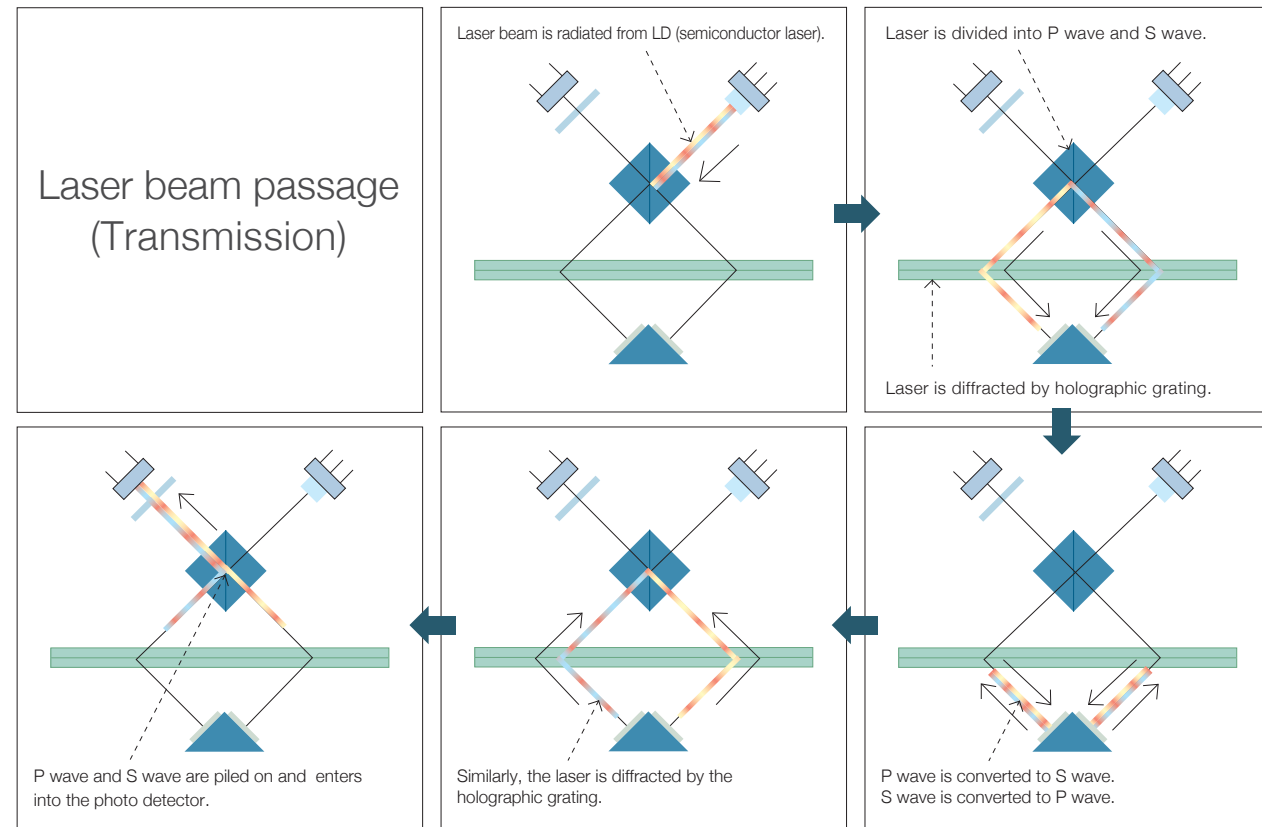 Laser beam passage
(Transmission)
Laser beam is radiated from LD (semiconductor laser).
Laser is divided into P wave and S wave.
Laser is diffracted by holographic grating.
P wave is converted to S wave.
S wave is converted to P wave.
Similarly, the laser is diffracted by the
holographic grating.
P wave and S wave are piled on and enters
into the photo detector.